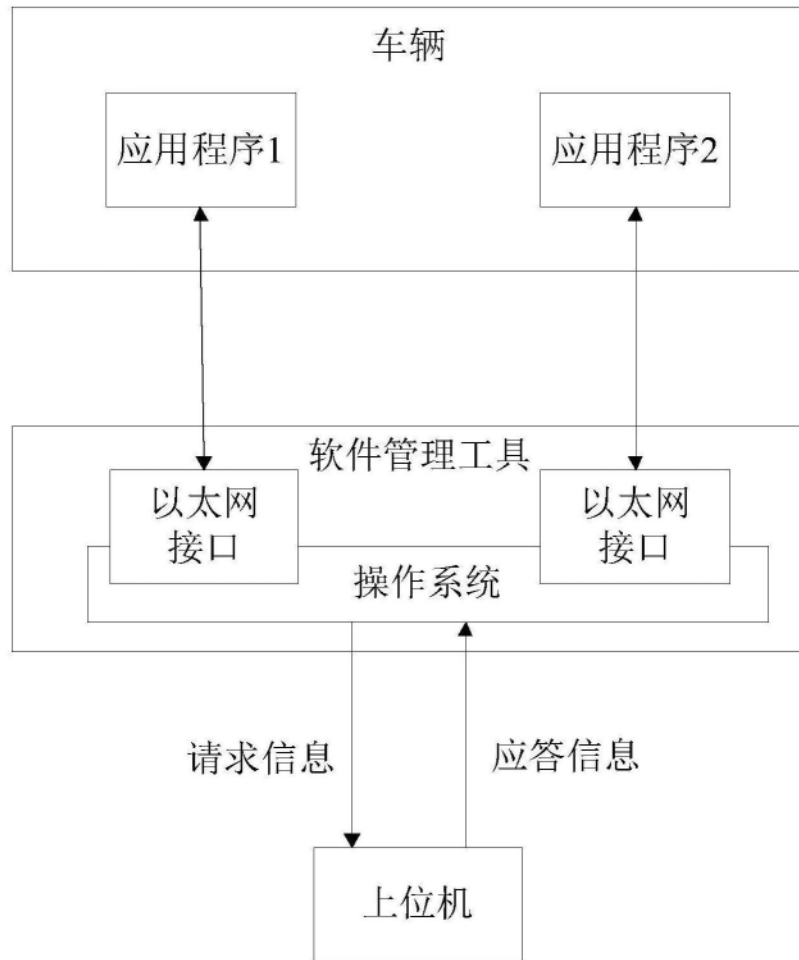 车辆
应用程序1
应用程序2
软件管理工具
以太网
接口
以太网
接口
操作系统
请求信息
应答信息
上位机